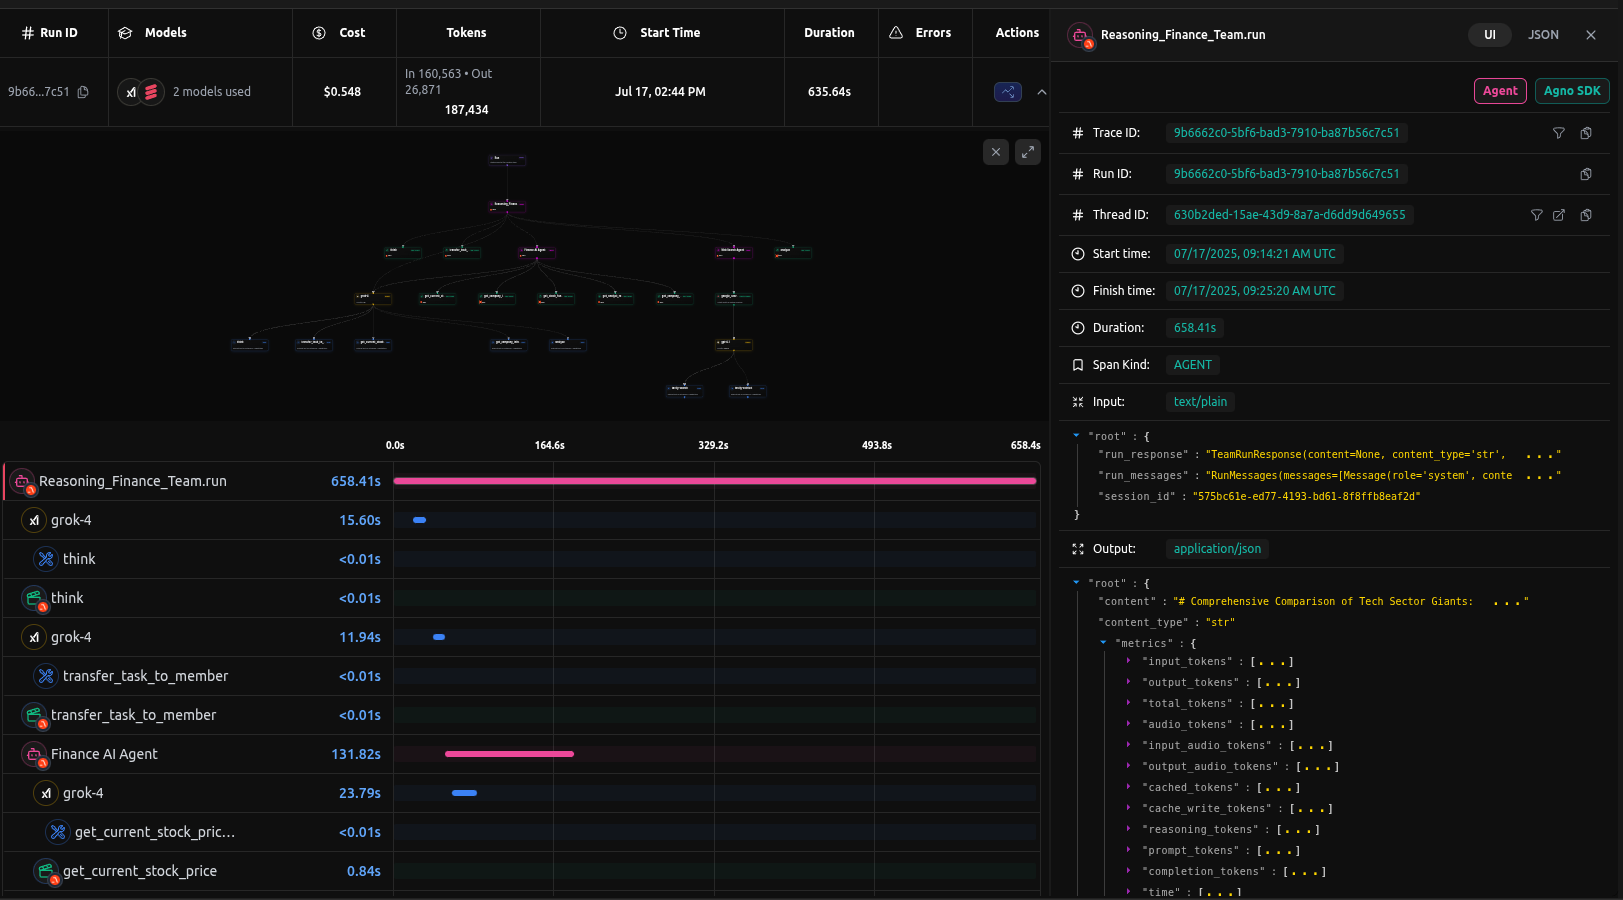 Run ID Models Cost Tokens Start Time Duration Errors Actions
9b66...7c51 2 models used $0.548 In 160,563 • Out 26,871 187,434 Jul 17, 02:44 PM 635.64s
0.0s 164.6s 329.2s 493.8s 658.4s
Reasoning_Finance_Team.run 658.41s
grok-4 15.60s
think <0.01s
think <0.01s
grok-4 11.94s
transfer_task_to_member <0.01s
transfer_task_to_member <0.01s
Finance AI Agent 131.82s
grok-4 23.79s
get_current_stock_pric... <0.01s
get_current_stock_price 0.84s
Reasoning_Finance_Team.run UI JSON
Agent Agno SDK
Trace ID: 9b6662c0-5bf6-bad3-7910-ba87b56c7c51
Run ID: 9b6662c0-5bf6-bad3-7910-ba87b56c7c51
Thread ID: 630b2ded-15ae-43d9-8a7a-d6dd9d649655
Start time: 07/17/2025, 09:14:21 AM UTC
Finish time: 07/17/2025, 09:25:20 AM UTC
Duration: 658.41s
Span Kind: AGENT
Input: text/plain
"root" : {
"run_response" : "TeamRunResponse(content=None, content_type='str', ..."
"run_messages" : "RunMessages(messages=[Message(role='system', conte ..."
"session_id" : "575bc61e-ed77-4193-bd61-8f8ffb8eaf2d"
}
Output: application/json
"root" : {
"content" : "# Comprehensive Comparison of Tech Sector Giants: ..."
"content_type" : "str"
"metrics" : {
"input_tokens" : [...]
"output_tokens" : [...]
"total_tokens" : [...]
"audio_tokens" : [...]
"input_audio_tokens" : [...]
"output_audio_tokens" : [...]
"cached_tokens" : [...]
"cache_write_tokens" : [...]
"reasoning_tokens" : [...]
"prompt_tokens" : [...]
"completion_tokens" : [...]
"time" : [...]